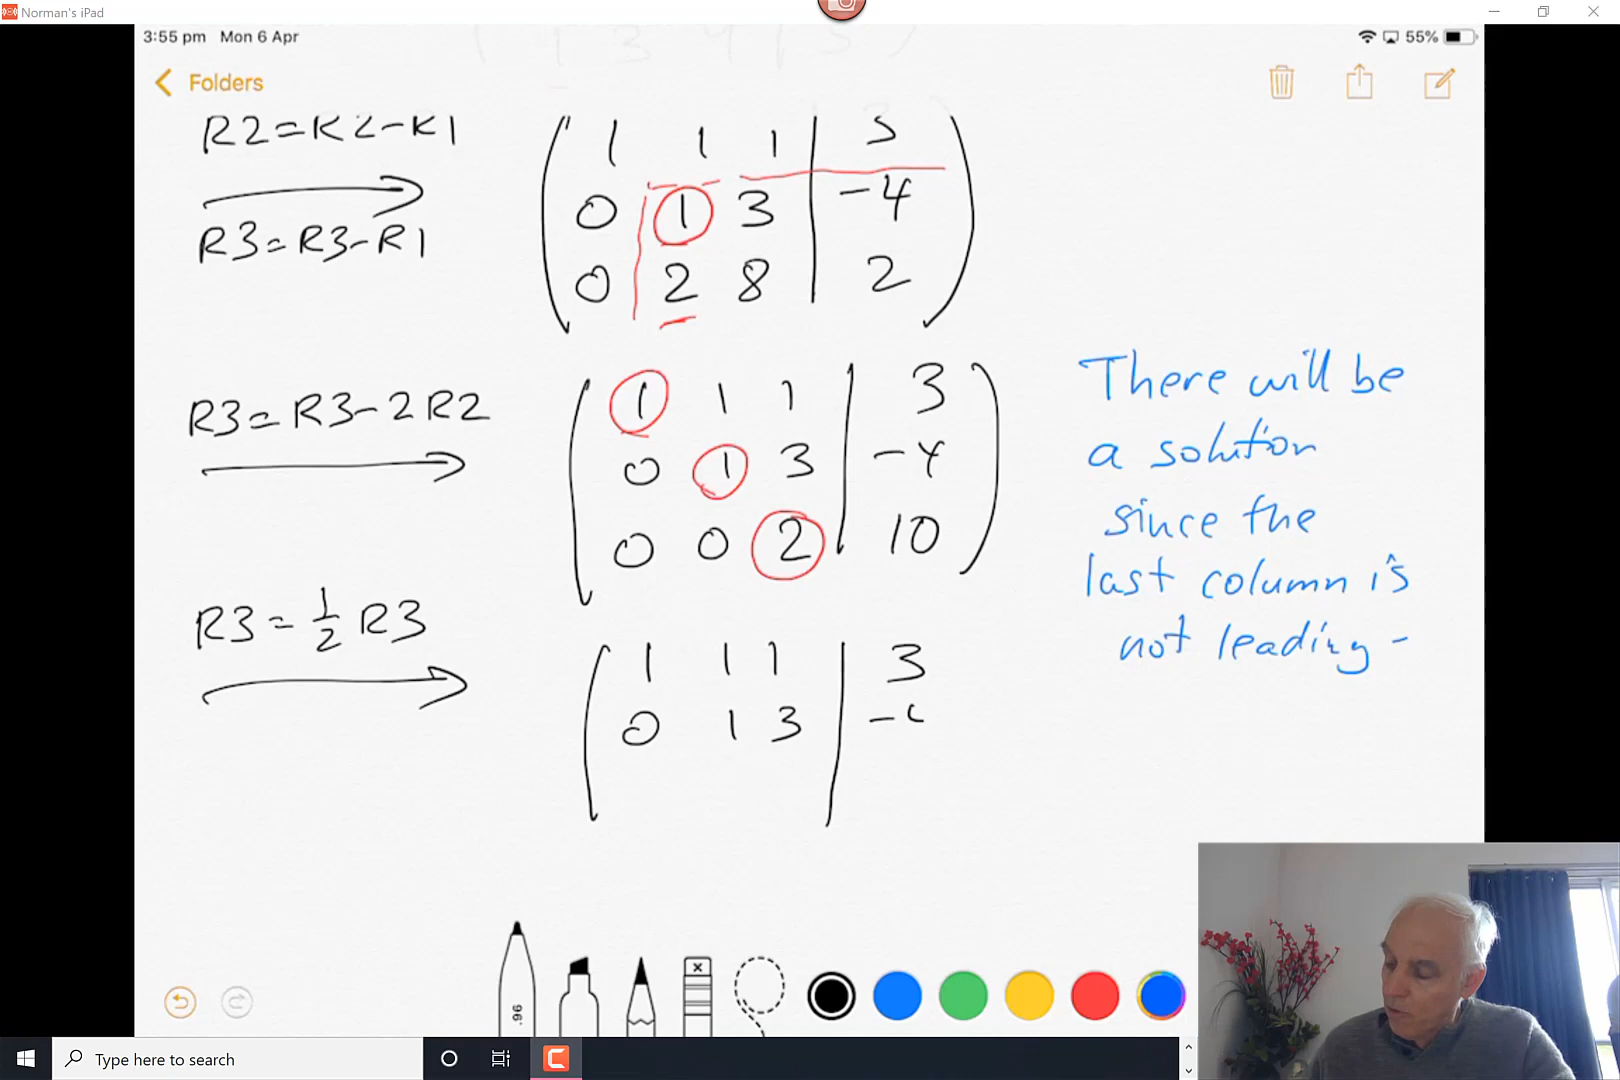 Norman's iPad
3:55 pm Mon 6 Apr
55%
Folders
R2=R2-R1
R3=R3-R1
1 1 1 3
0 1 3 -4
0 2 8 2
R3=R3-2R2
1 1 1 3
0 1 3 -4
0 0 2 10
There will be
a solution
since the
last column is
not leading -
R3=1/2 R3
1 1 1 3
0 1 3
.96
Type here to search